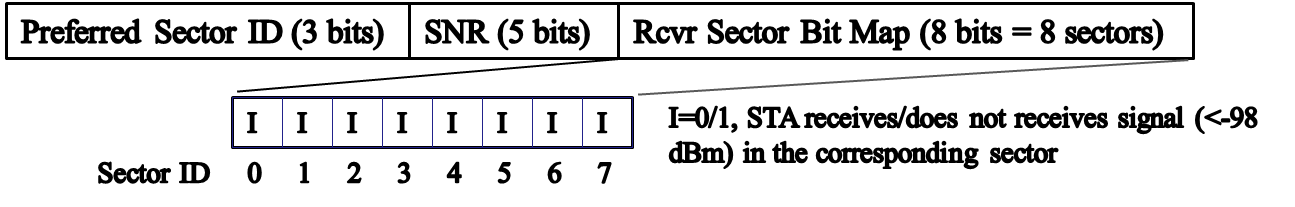 Preferred Sector ID (3 bits) SNR (5 bits) Rcvr Sector Bit Map (8 bits = 8 sectors)
I I I I I I I I
I=0/1, STA receives/does not receives signal (<-98
dBm) in the corresponding sector
Sector ID 0 1 2 3 4 5 6 7